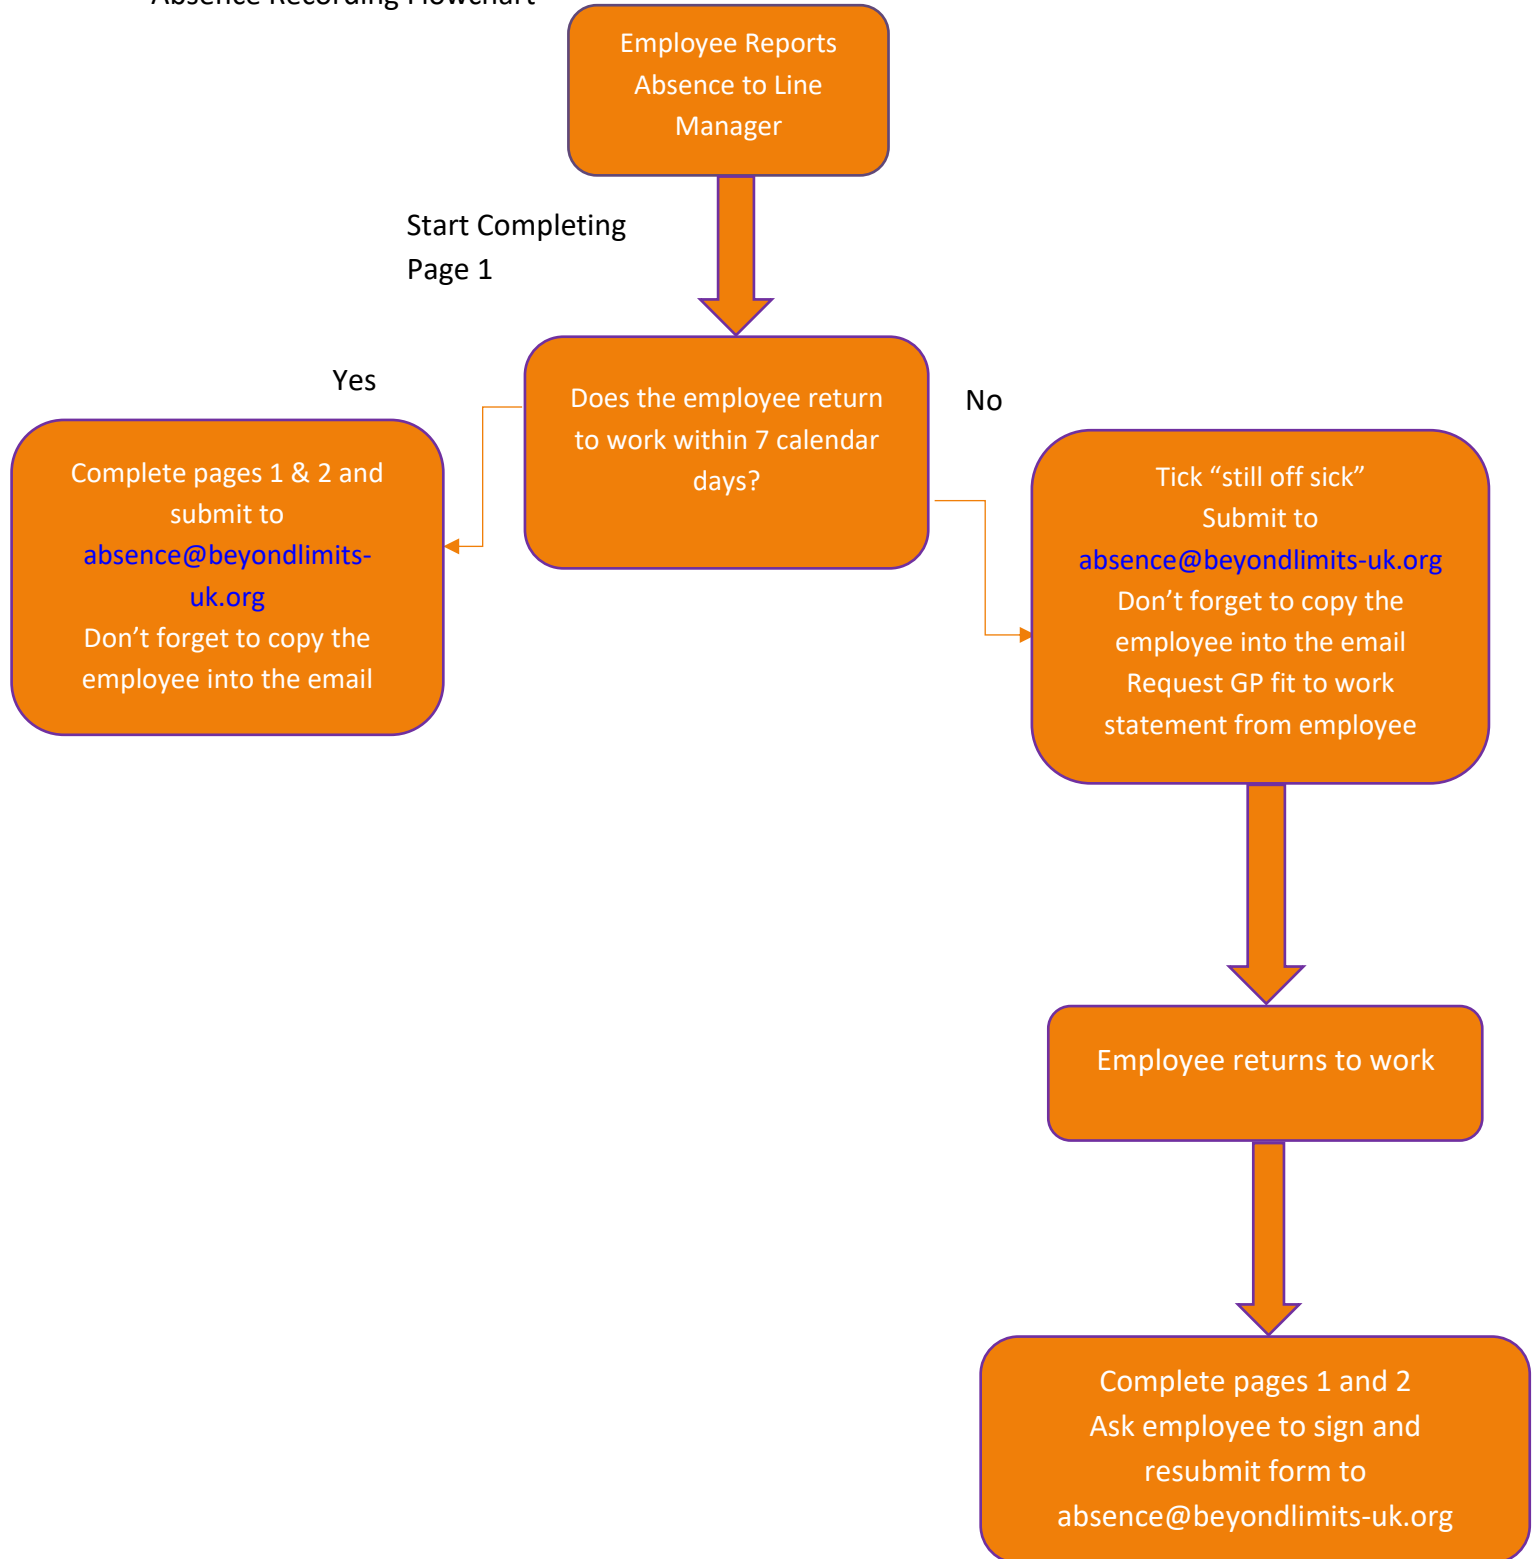 Absence Recording Flowchart
Employee Reports
Absence to Line
Manager
Start Completing
Page 1
Yes
Does the employee return
to work within 7 calendar
days?
No
Complete pages 1 & 2 and
submit to
absence@beyondlimits-
uk.org
Don’t forget to copy the
employee into the email
Tick “still off sick”
Submit to
absence@beyondlimits-uk.org
Don’t forget to copy the
employee into the email
Request GP fit to work
statement from employee
Employee returns to work
Complete pages 1 and 2
Ask employee to sign and
resubmit form to
absence@beyondlimits-uk.org